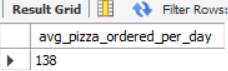 Result Grid Filter Rows:
avg_pizza_ordered_per_day
138